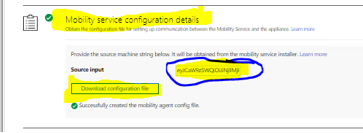 Mobility service configuration details
Obtain the configuration file for setting up communication between the Mobility Service and the appliance. Learn more
Provide the source machine string below. It will be obtained from the mobility service installer. Learn more
Source input
Download configuration file
Successfully created the mobility agent config file.